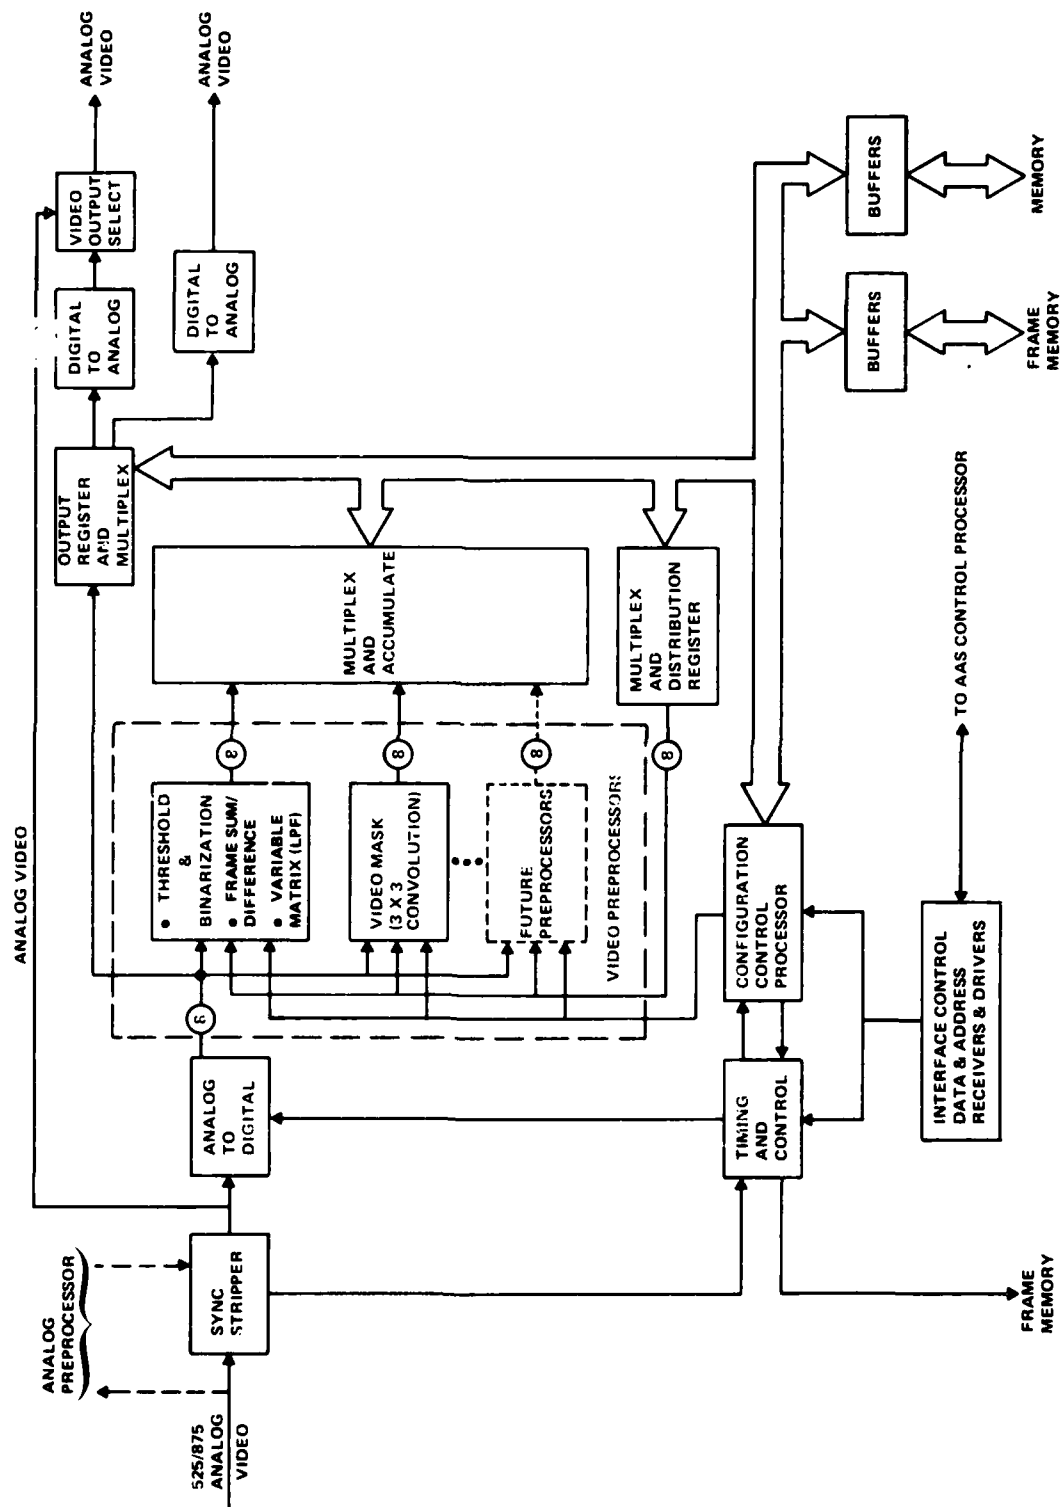 ANALOG
PREPROCESSOR
525/875
ANALOG
VIDEO
SYNC
STRIPPER
ANALOG VIDEO
ANALOG
TO
DIGITAL
8
• THRESHOLD
&
BINARIZATION
• FRAME SUM/
DIFFERENCE
• VARIABLE
MATRIX (LPF)
8
VIDEO MASK
(3 X 3
CONVOLUTION)
8
FUTURE
PREPROCESSORS
8
VIDEO PREPROCESSORS
8
MULTIPLEX
AND
ACCUMULATE
MULTIPLEX
AND
DISTRIBUTION
REGISTER
OUTPUT
REGISTER
AND
MULTIPLEX
DIGITAL
TO
ANALOG
VIDEO
OUTPUT
SELECT
ANALOG
VIDEO
DIGITAL
TO
ANALOG
ANALOG
VIDEO
TIMING
AND
CONTROL
CONFIGURATION
CONTROL
PROCESSOR
BUFFERS
BUFFERS
INTERFACE CONTROL
DATA & ADDRESS
RECEIVERS & DRIVERS
TO AAS CONTROL PROCESSOR
FRAME
MEMORY
FRAME
MEMORY
MEMORY